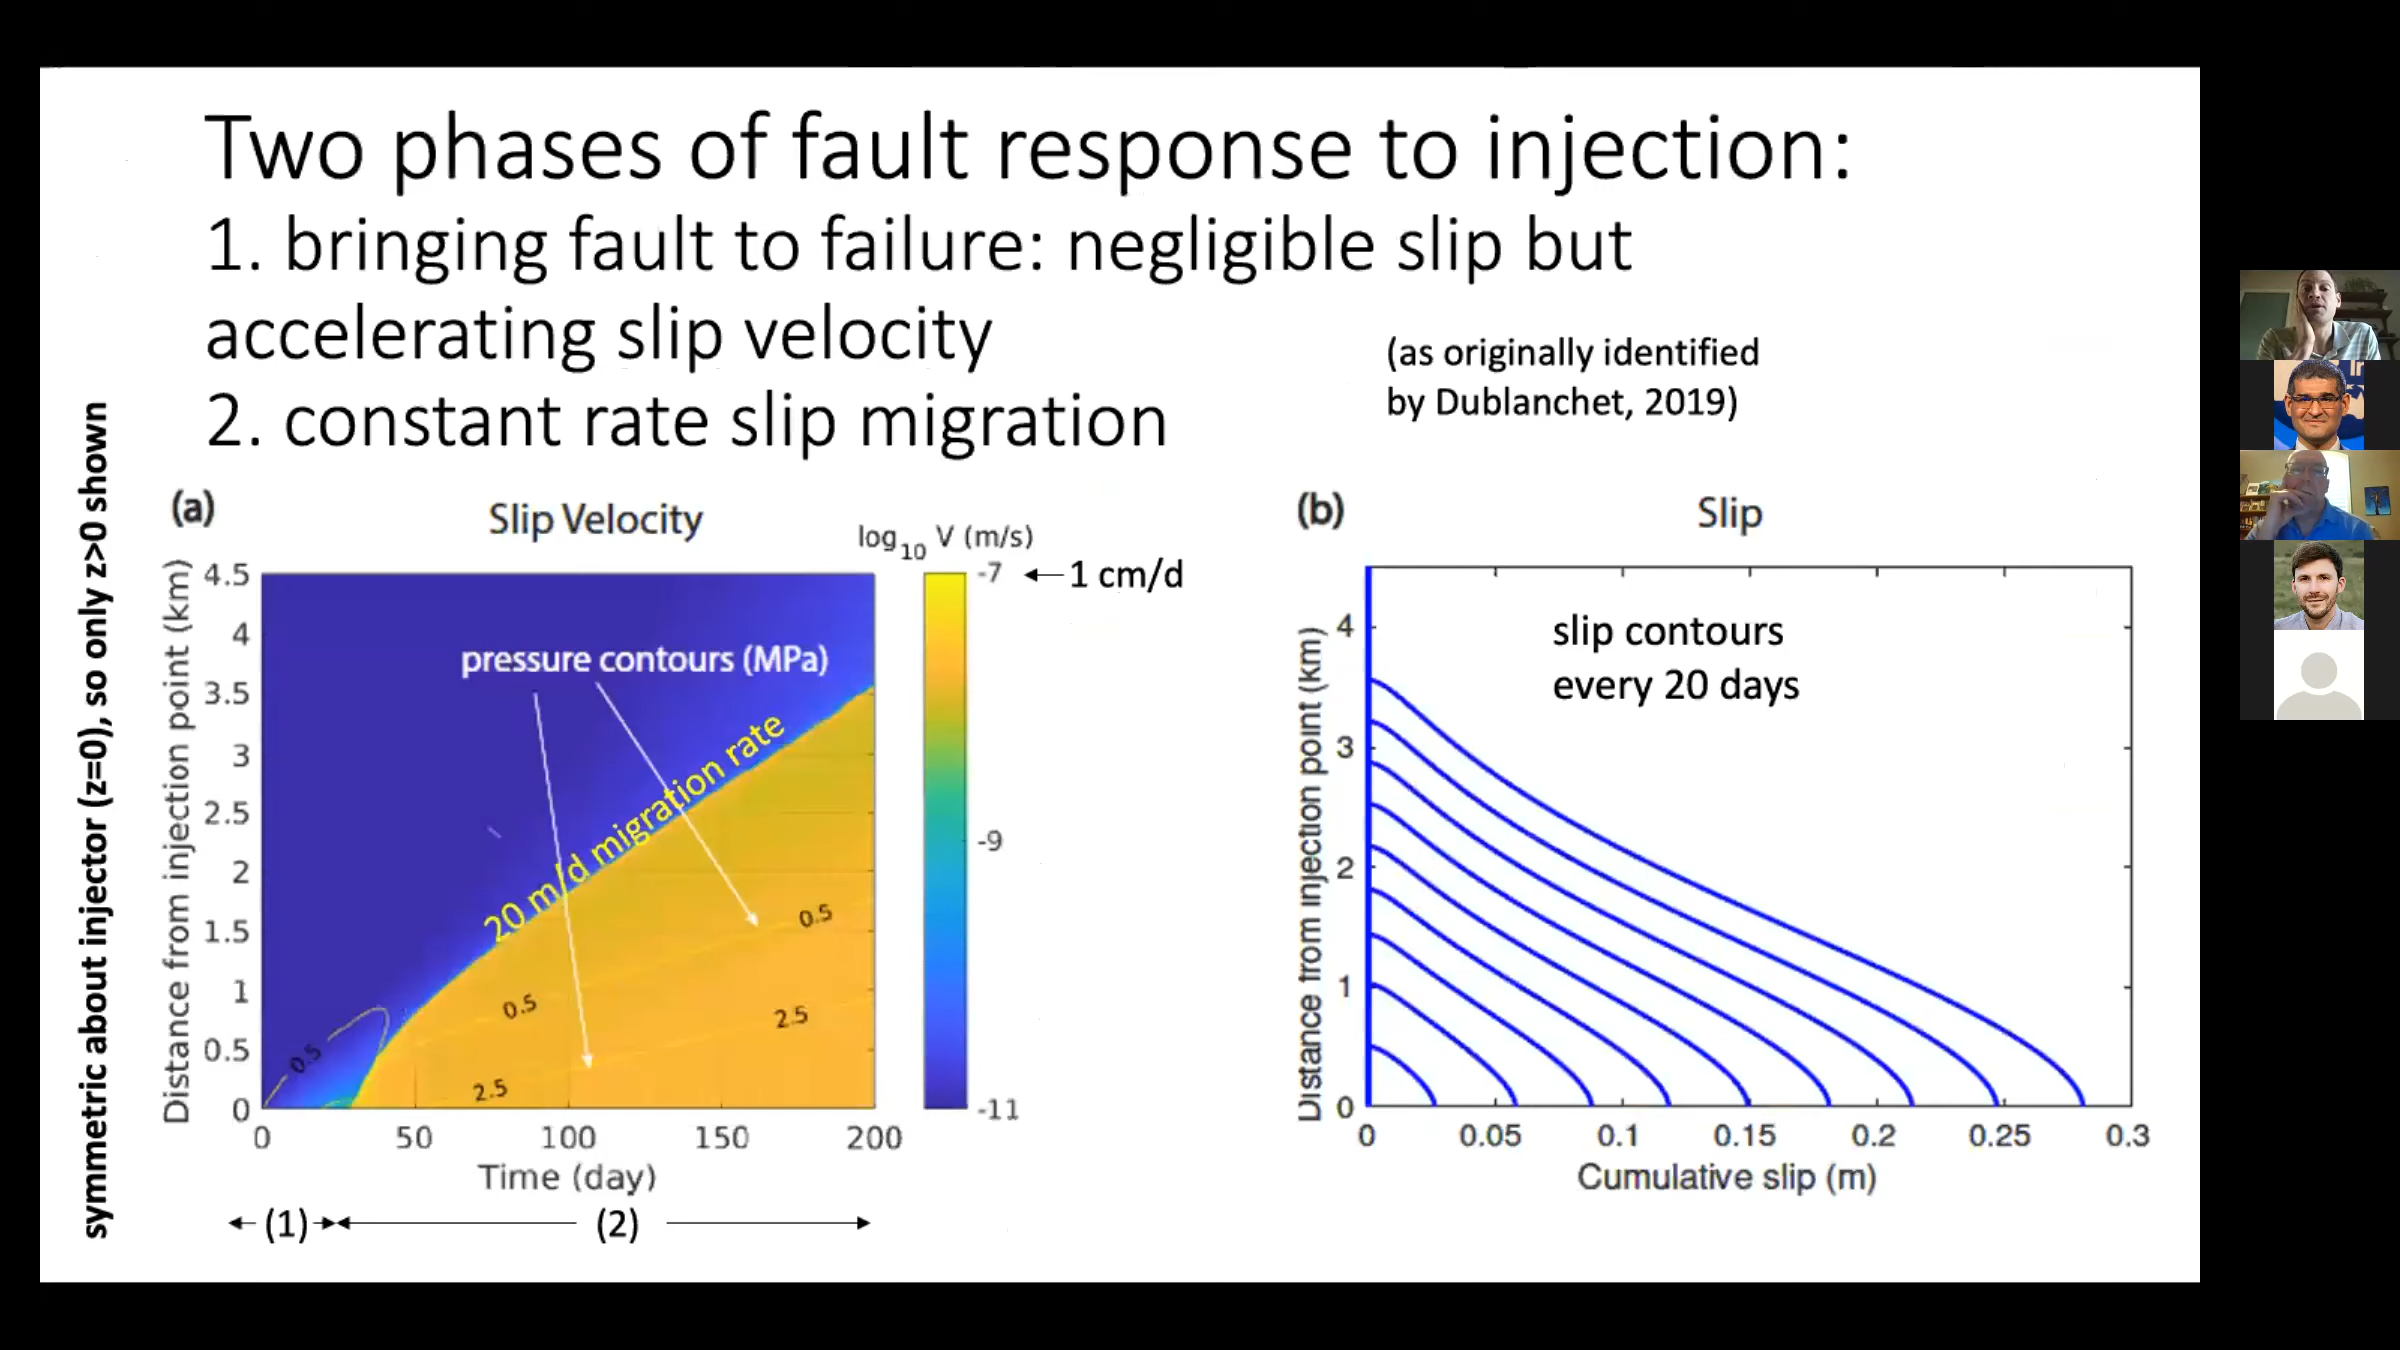 Two phases of fault response to injection:
1. bringing fault to failure: negligible slip but
accelerating slip velocity
2. constant rate slip migration
(as originally identified
by Dublanchet, 2019)
symmetric about injector (z=0), so only z>0 shown
(a)
Slip Velocity
log10 V (m/s)
-7
1 cm/d
-9
-11
Distance from injection point (km)
4.5
4
3.5
3
2.5
2
1.5
1
0.5
0
pressure contours (MPa)
20 m/d migration rate
0.5
0.5
0.5
2.5
2.5
0 50 100 150 200
Time (day)
(1) (2)
(b)
Slip
slip contours
every 20 days
Distance from injection point (km)
4
3
2
1
0
0 0.05 0.1 0.15 0.2 0.25 0.3
Cumulative slip (m)